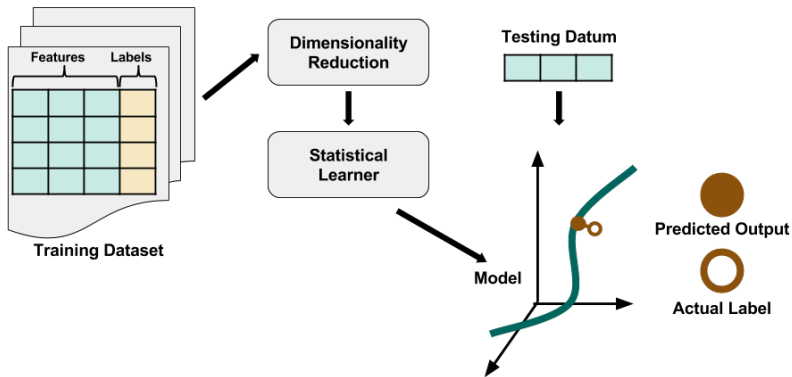 Features
Labels
Training Dataset
Dimensionality
Reduction
Statistical
Learner
Testing Datum
Model
Predicted Output
Actual Label